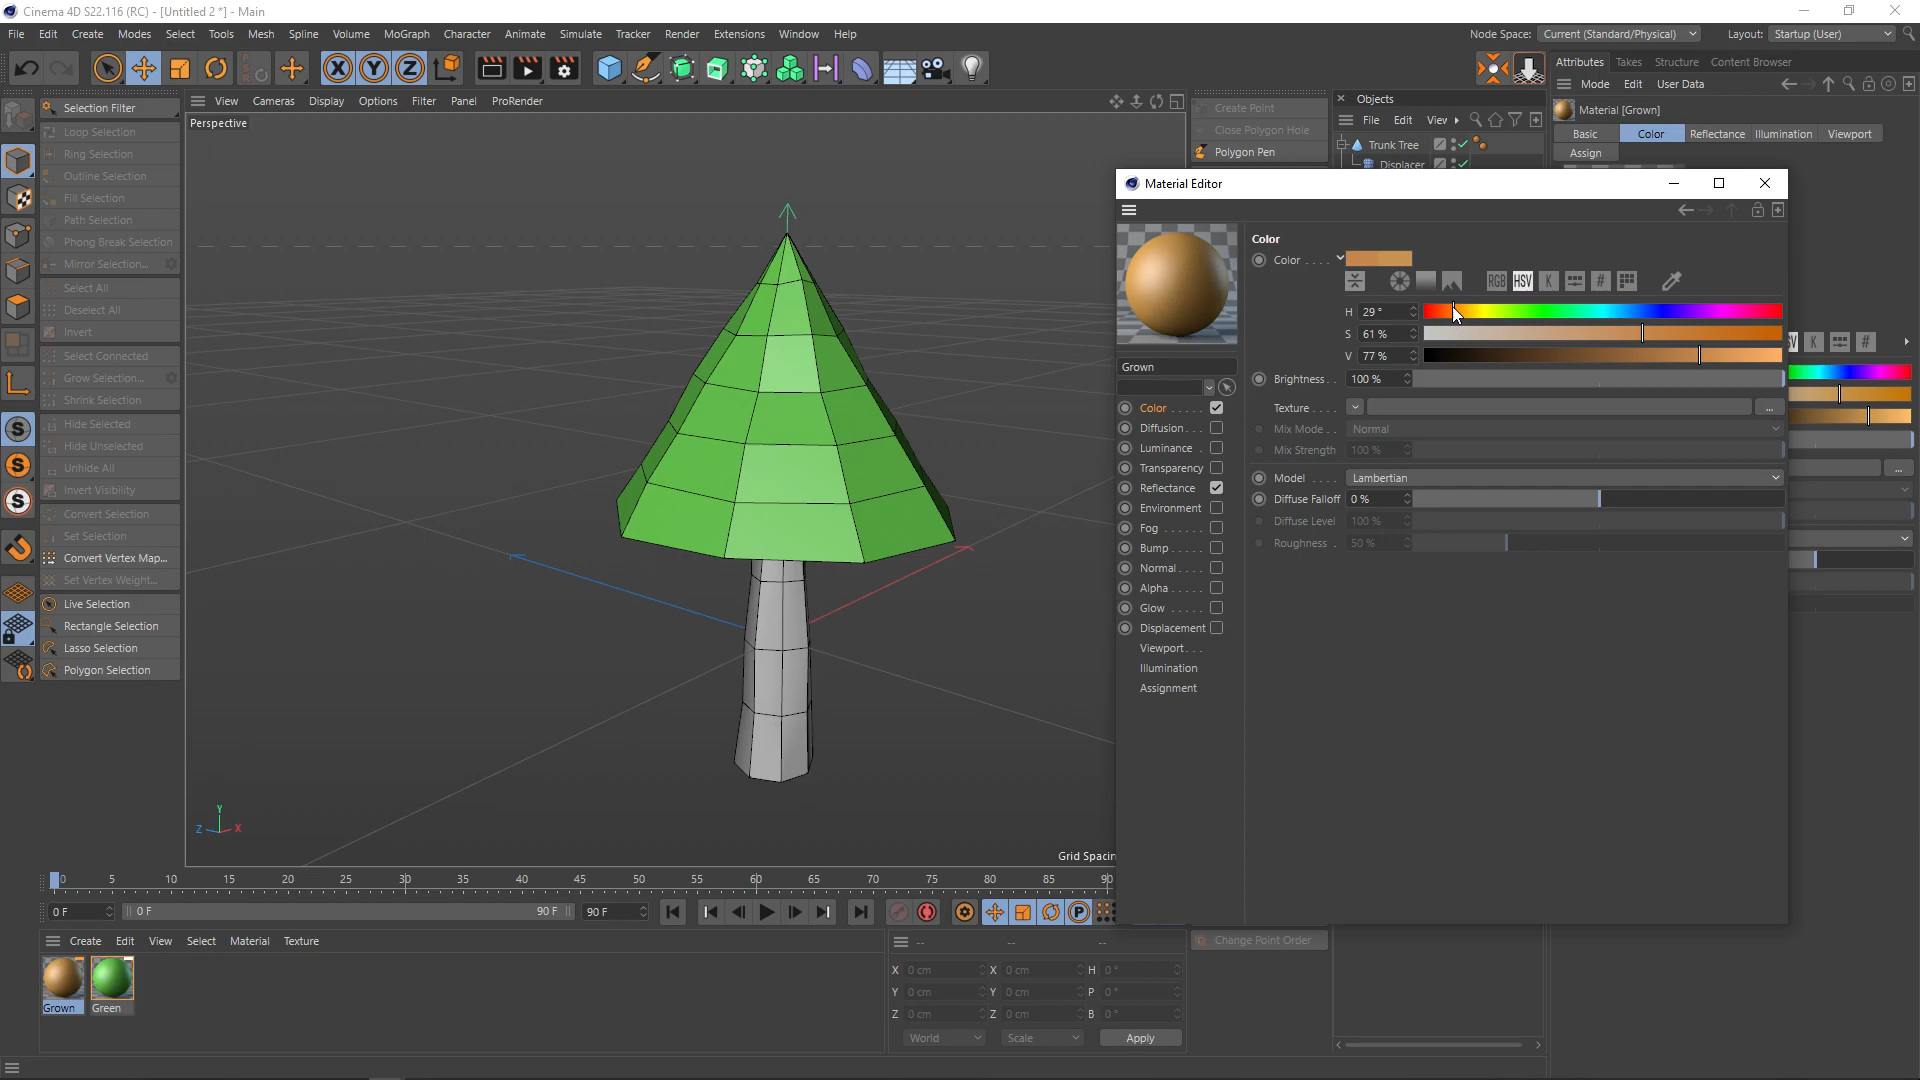 Cinema 4D S22.116 (RC) - [Untitled 2 *] - Main
File Edit Create Modes Select Tools Mesh Spline Volume MoGraph Character Animate Simulate Tracker Render Extensions Window Help
Node Space: Current (Standard/Physical) Layout: Startup (User)
Attributes Takes Structure Content Browser
Mode Edit User Data
Material [Grown]
Basic Color Reflectance Illumination Viewport
Assign
Selection Filter
Loop Selection
Ring Selection
Outline Selection
Fill Selection
Path Selection
Phong Break Selection
Mirror Selection...
Select All
Deselect All
Invert
Select Connected
Grow Selection...
Shrink Selection
Hide Selected
Hide Unselected
Unhide All
Invert Visibility
Convert Selection
Set Selection
Convert Vertex Map...
Set Vertex Weight...
Live Selection
Rectangle Selection
Lasso Selection
Polygon Selection
View Cameras Display Options Filter Panel ProRender
Perspective
Y
Z X
Create Point
Close Polygon Hole
Polygon Pen
Objects
File Edit View
Trunk Tree
Displacer
Material Editor
Grown
Color
Diffusion
Luminance
Transparency
Reflectance
Environment
Fog
Bump
Normal
Alpha
Glow
Displacement
Viewport
Illumination
Assignment
Color
Color
RGB HSV K #
H 29 °
S 61 %
V 77 %
Brightness 100 %
Texture ...
Mix Mode Normal
Mix Strength 100 %
Model Lambertian
Diffuse Falloff 0 %
Diffuse Level 100 %
Roughness 50 %
K #
...
Grid Spacin
0 5 10 15 20 25 30 35 40 45 50 55 60 65 70 75 80 85 90
0 F 0 F 90 F 90 F
Create Edit View Select Material Texture
Grown Green
-- -- --
X 0 cm X 0 cm H 0 °
Y 0 cm Y 0 cm P 0 °
Z 0 cm Z 0 cm B 0 °
World Scale Apply
Change Point Order